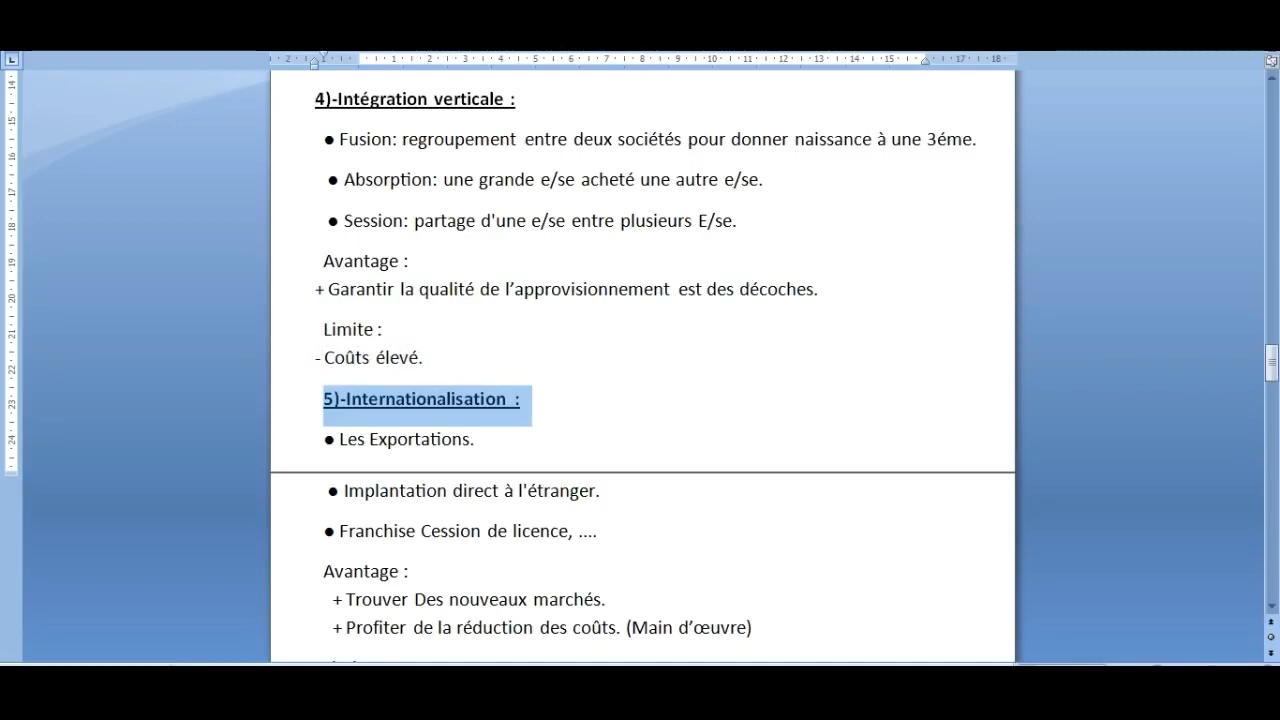 4)-Intégration verticale :
● Fusion: regroupement entre deux sociétés pour donner naissance à une 3éme.
● Absorption: une grande e/se acheté une autre e/se.
● Session: partage d'une e/se entre plusieurs E/se.
Avantage :
+ Garantir la qualité de l’approvisionnement est des décoches.
Limite :
- Coûts élevé.
5)-Internationalisation :
● Les Exportations.
● Implantation direct à l'étranger.
● Franchise Cession de licence, ....
Avantage :
+ Trouver Des nouveaux marchés.
+ Profiter de la réduction des coûts. (Main d’œuvre)